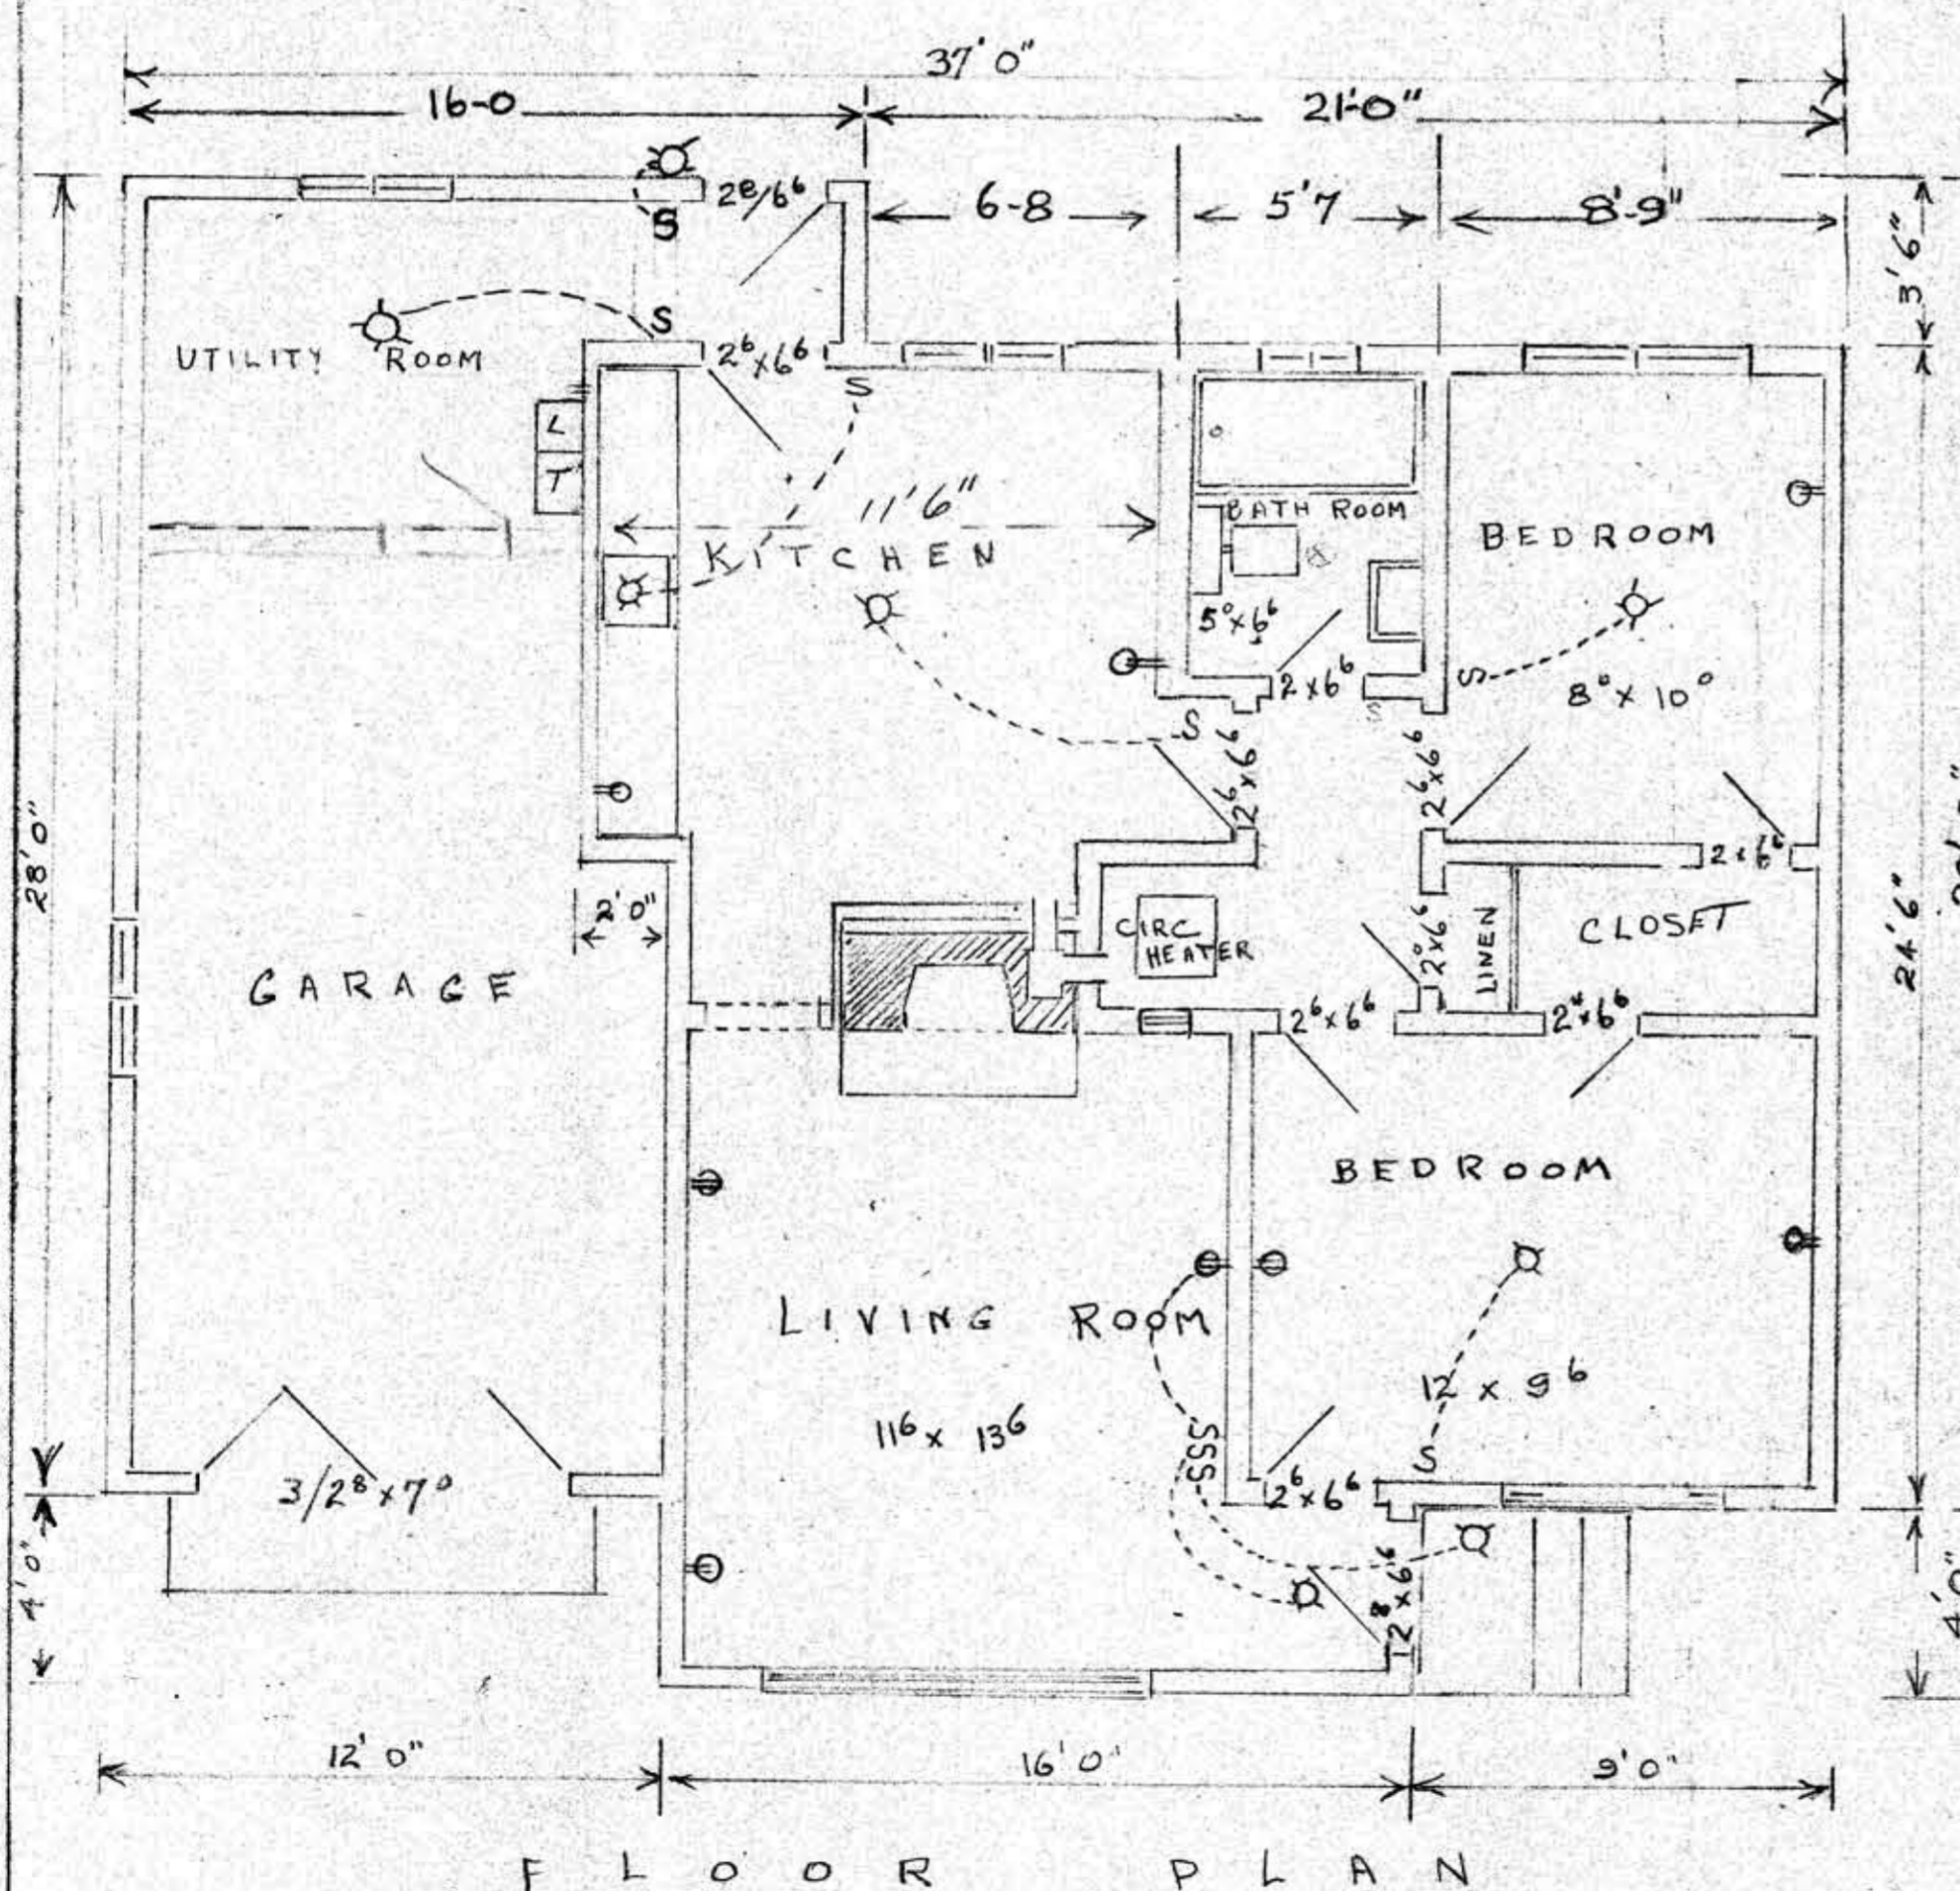 37'0"
16-0
21'-0"
2⁸/6⁶
6-8
5'7
8'-9"
3'6"
S
S
UTILITY ROOM
2⁶x6⁶
S
L
T
11'6"
KITCHEN
BATH ROOM
BEDROOM
5⁰x6⁶
2x6⁶
S
8⁰x10⁰
S
S
2⁶x6⁶
2⁶x6⁶
28'0"
2x6⁶
2'0"
CIRC
HEATER
2⁰x6⁶
LINEN
CLOSET
24'6"
GARAGE
2⁶x6⁶
2⁴x6⁶
BEDROOM
LIVING ROOM
12 x 9⁶
11⁶ x 13⁶
SSS
S
3/2⁸x7⁰
2⁶x6⁶
2⁸x6⁶
4'0"
4'0"
12'0"
16'0"
9'0"
FLOOR PLAN